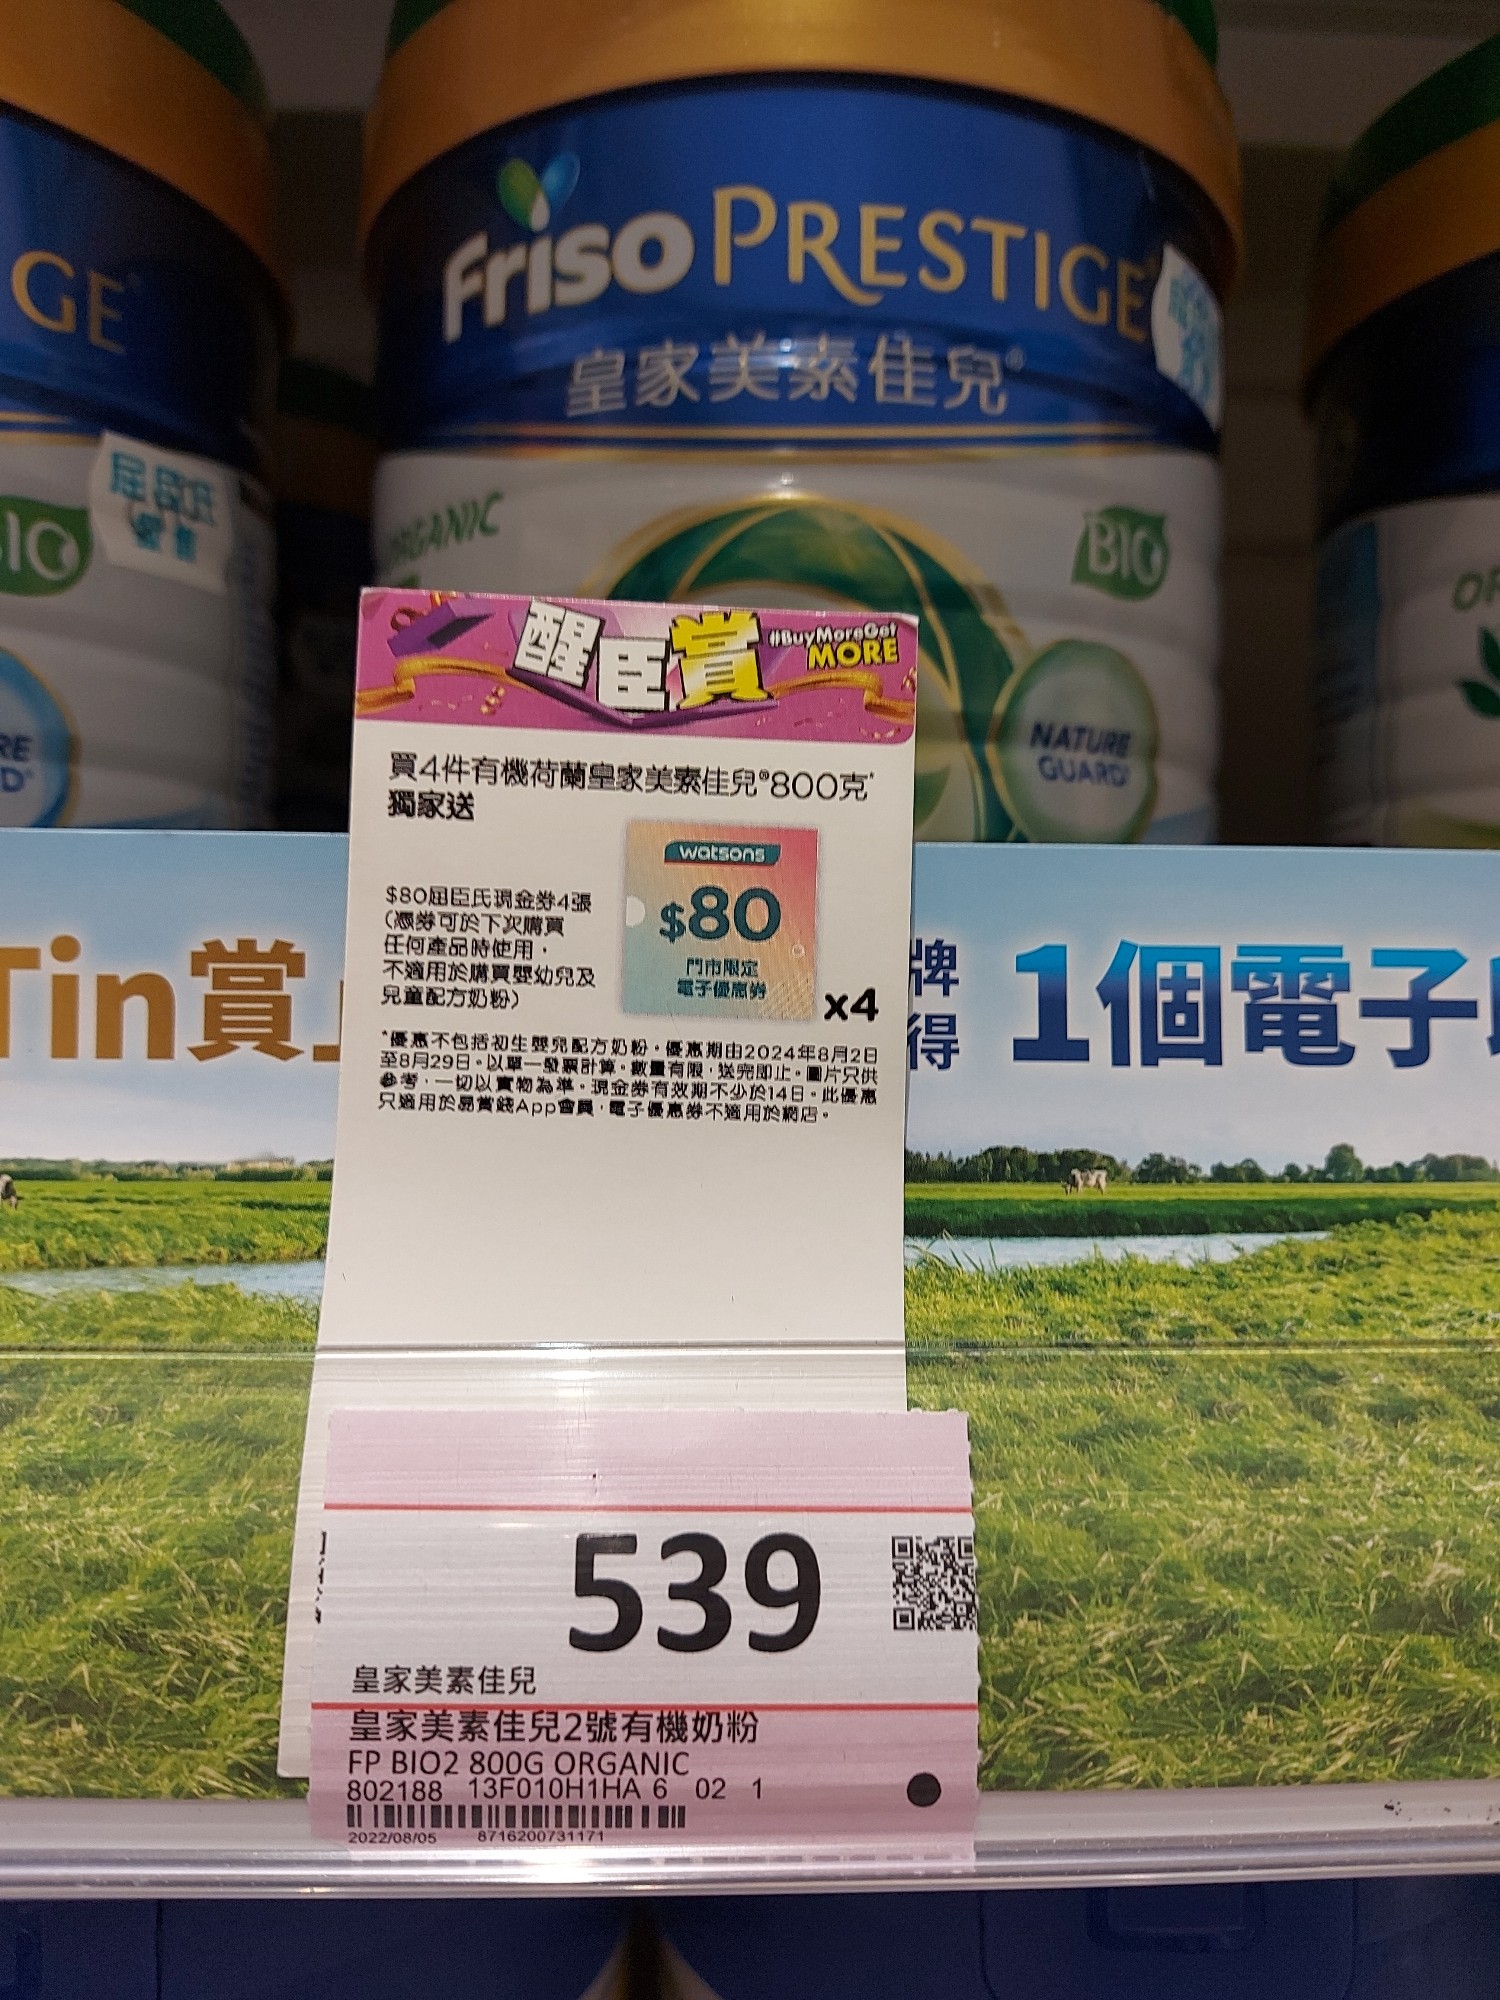 GE
Friso PRESTIGE
皇家美素佳兒®
ORGANIC
BIO
BIO
屈臣氏
NATURE
GUARD
醒臣賞
#BuyMoreGet
MORE
買4件有機荷蘭皇家美素佳兒®800克*
獨家送
$80屈臣氏現金券4張
(憑券可於下次購買
任何產品時使用，
不適用於購買嬰幼兒及
兒童配方奶粉)
watsons
$80
門市限定
電子優惠券
x4
*優惠不包括初生嬰兒配方奶粉。優惠期由2024年8月2日
至8月29日。以單一發票計算。數量有限，送完即止。圖片只供
參考，一切以實物為準。現金券有效期不少於14日。此優惠
只適用於易賞錢App會員，電子優惠券不適用於網店。
Tin賞
牌
得
1個電子
539
皇家美素佳兒
皇家美素佳兒2號有機奶粉
FP BIO2 800G ORGANIC
802188 13F010H1HA 6 02 1
2022/08/05 8716200731171